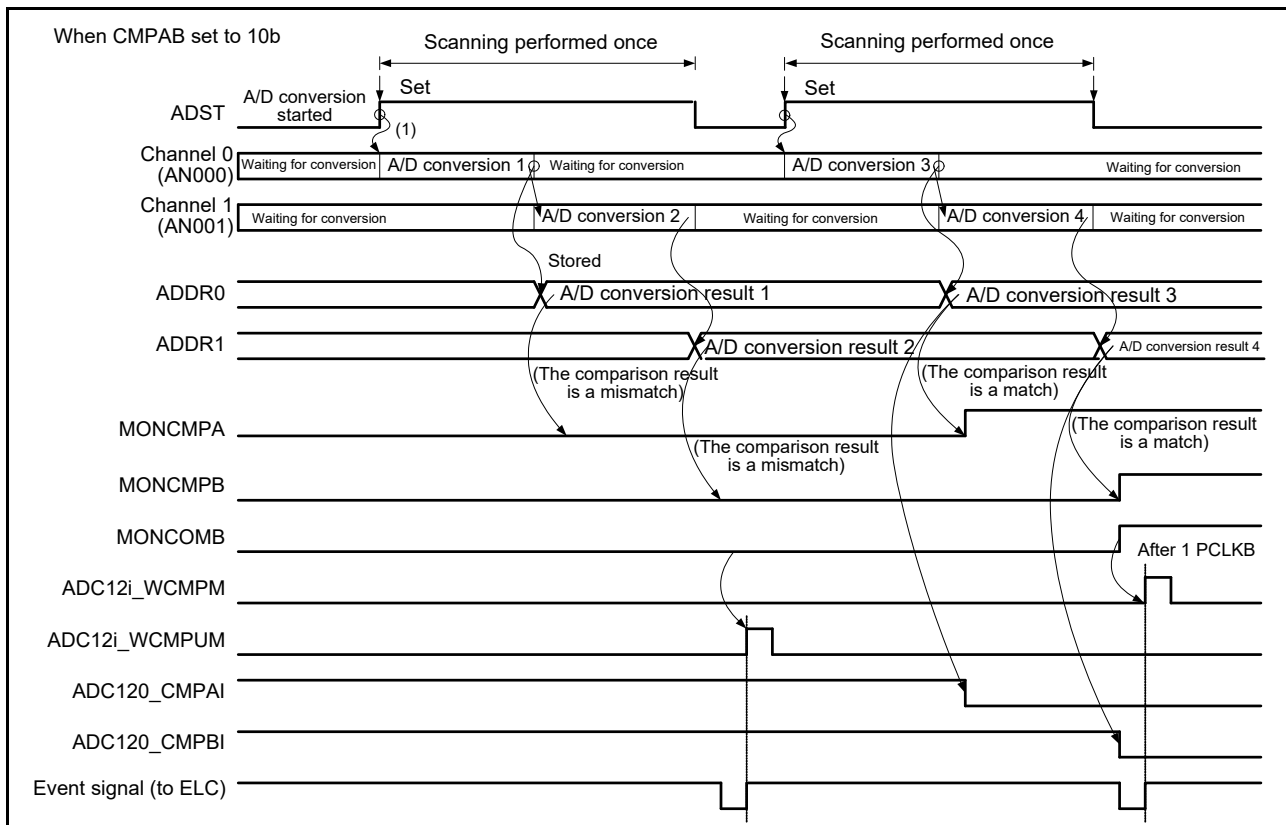 When CMPAB set to 10b
Scanning performed once
Scanning performed once
ADST
A/D conversion
started
Set
Set
(1)
Channel 0
(AN000)
Waiting for conversion
A/D conversion 1
Waiting for conversion
A/D conversion 3
Waiting for conversion
Channel 1
(AN001)
Waiting for conversion
A/D conversion 2
Waiting for conversion
A/D conversion 4
Waiting for conversion
Stored
ADDR0
A/D conversion result 1
A/D conversion result 3
ADDR1
A/D conversion result 2
A/D conversion result 4
(The comparison result
is a mismatch)
(The comparison result
is a match)
MONCMPA
(The comparison result
is a mismatch)
(The comparison result
is a match)
MONCMPB
MONCOMB
After 1 PCLKB
ADC12i_WCMPM
ADC12i_WCMPUM
ADC120_CMPAI
ADC120_CMPBI
Event signal (to ELC)